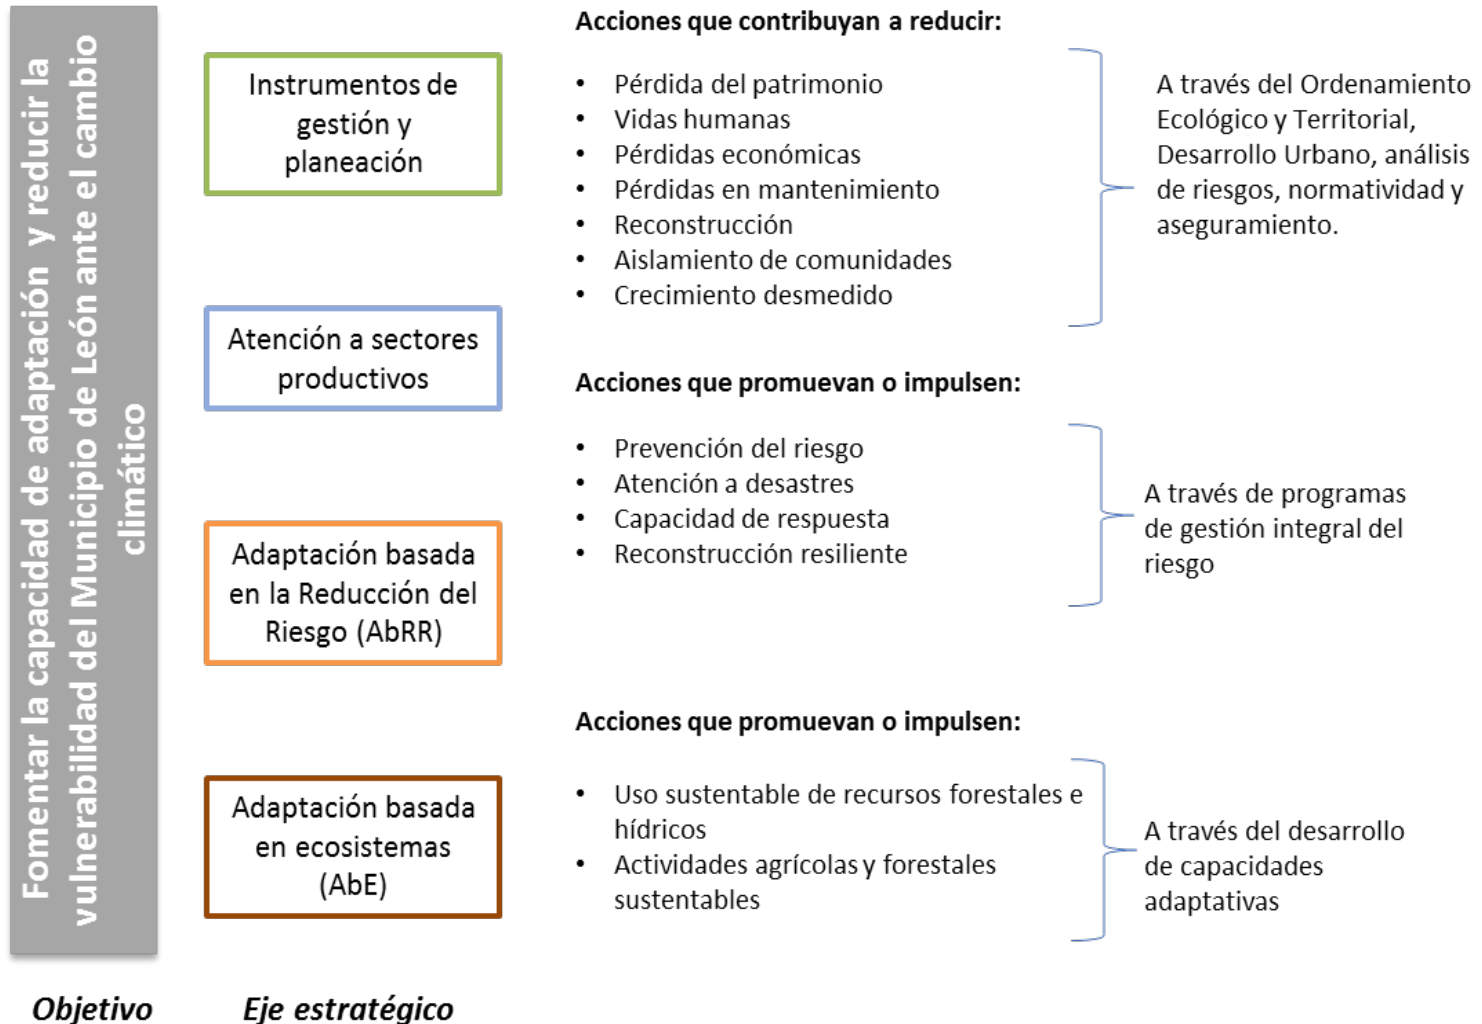 Fomentar la capacidad de adaptación y reducir la
vulnerabilidad del Municipio de León ante el cambio
climático
Objetivo
Instrumentos de
gestión y
planeación
Atención a sectores
productivos
Adaptación basada
en la Reducción del
Riesgo (AbRR)
Adaptación basada
en ecosistemas
(AbE)
Eje estratégico
Acciones que contribuyan a reducir:
• Pérdida del patrimonio
• Vidas humanas
• Pérdidas económicas
• Pérdidas en mantenimiento
• Reconstrucción
• Aislamiento de comunidades
• Crecimiento desmedido
A través del Ordenamiento
Ecológico y Territorial,
Desarrollo Urbano, análisis
de riesgos, normatividad y
aseguramiento.
Acciones que promuevan o impulsen:
• Prevención del riesgo
• Atención a desastres
• Capacidad de respuesta
• Reconstrucción resiliente
A través de programas
de gestión integral del
riesgo
Acciones que promuevan o impulsen:
• Uso sustentable de recursos forestales e
hídricos
• Actividades agrícolas y forestales
sustentables
A través del desarrollo
de capacidades
adaptativas